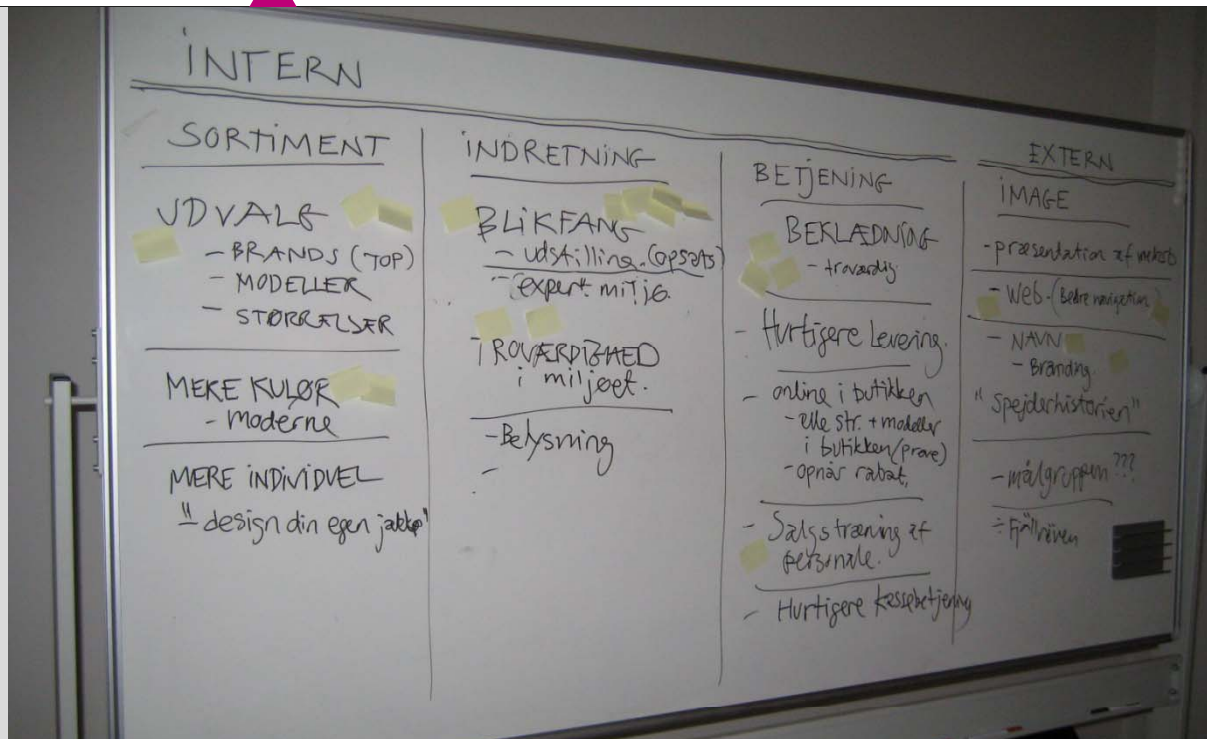 INTERN
SORTIMENT
UDVALG
- BRANDS (TOP)
- MODELLER
- STØRRELSER
MERE KULØR
- moderne
MERE INDIVIDUEL
"- design din egen jakke"
INDRETNING
BLIKFANG
- udstilling. (opsats)
- expert miljø.
TROVÆRDIGHED
i miljøet.
- Belysning
-
BETJENING
BEKLÆDNING
- troværdig
- Hurtigere Levering.
- online i butikken
- alle str. + modeller
i butikken (prøve)
- opnår rabat.
- Salgstræning af
personale.
- Hurtigere kassebetjening
EXTERN
IMAGE
- præsentation af
- Web - (Bedre navigation)
- NAVN
- Branding.
"Spejderhistorien"
- målgruppen ???
÷ Fjällräven